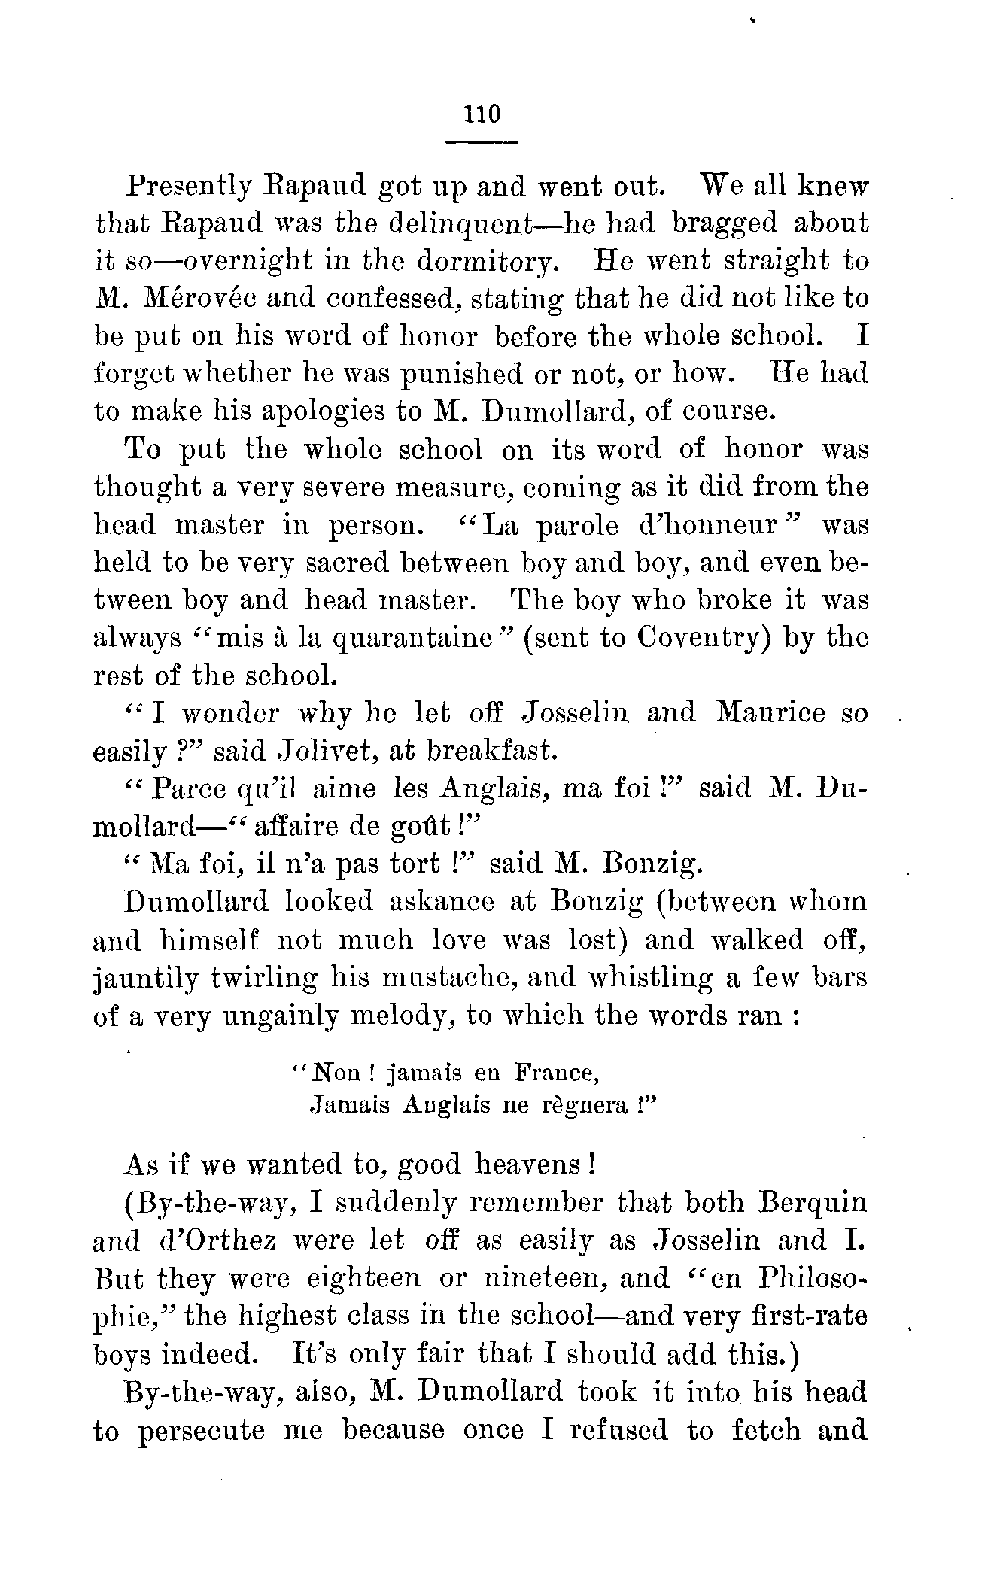 110
Presently Rapaud got up and went out. We all knew
that Rapaud was the delinquent—he had bragged about
it so—overnight in the dormitory. He went straight to
M. Mérovée and confessed, stating that he did not like to
be put on his word of honor before the whole school. I
forget whether he was punished or not, or how. He had
to make his apologies to M. Dumollard, of course.
To put the whole school on its word of honor was
thought a very severe measure, coming as it did from the
head master in person. “La parole d’honneur” was
held to be very sacred between boy and boy, and even be-
tween boy and head master. The boy who broke it was
always “mis à la quarantaine” (sent to Coventry) by the
rest of the school.
“I wonder why he let off Josselin and Maurice so
easily?” said Jolivet, at breakfast.
“Parce qu’il aime les Anglais, ma foi!” said M. Du-
mollard—“affaire de goût!”
“Ma foi, il n’a pas tort!” said M. Bonzig.
Dumollard looked askance at Bonzig (between whom
and himself not much love was lost) and walked off,
jauntily twirling his mustache, and whistling a few bars
of a very ungainly melody, to which the words ran:
“Non! jamais en France,
Jamais Anglais ne règnera!”
As if we wanted to, good heavens!
(By-the-way, I suddenly remember that both Berquin
and d’Orthez were let off as easily as Josselin and I.
But they were eighteen or nineteen, and “en Philoso-
phie,” the highest class in the school—and very first-rate
boys indeed. It’s only fair that I should add this.)
By-the-way, also, M. Dumollard took it into his head
to persecute me because once I refused to fetch and